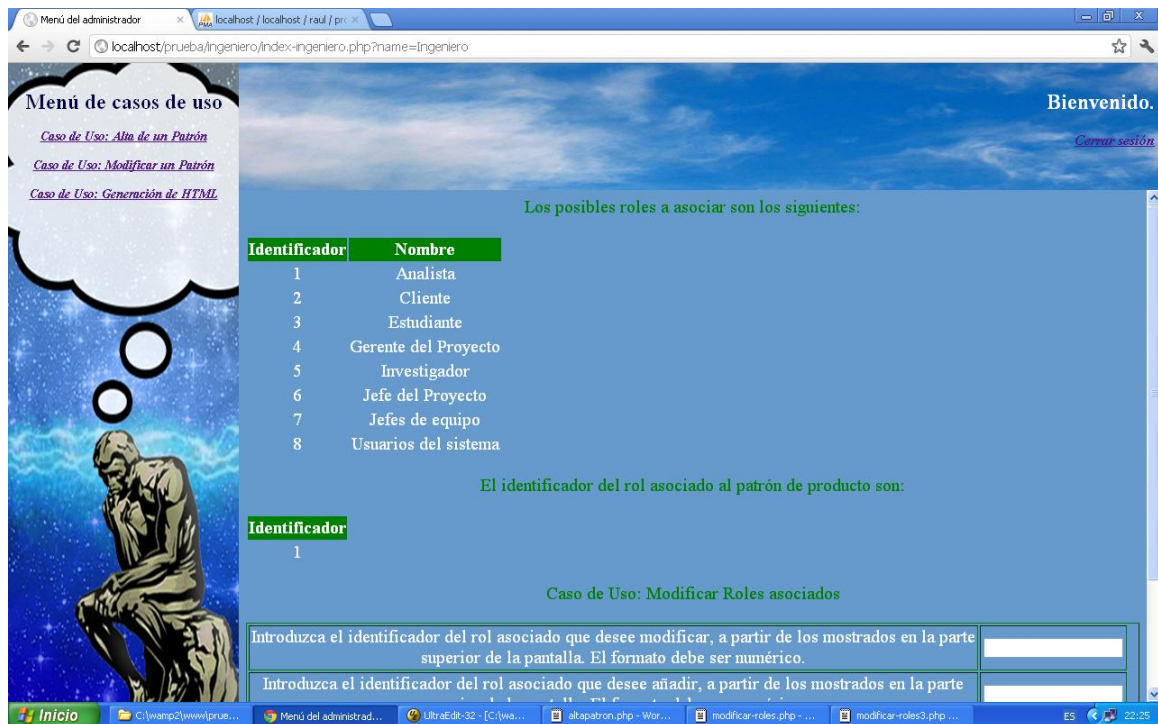 Menú del administrador
localhost / localhost / raul / pro
localhost/prueba/ingeniero/index-ingeniero.php?name=Ingeniero
Menú de casos de uso
Caso de Uso: Alta de un Patrón
Caso de Uso: Modificar un Patrón
Caso de Uso: Generación de HTML
Bienvenido.
Cerrar sesión
Los posibles roles a asociar son los siguientes:
Identificador Nombre
1 Analista
2 Cliente
3 Estudiante
4 Gerente del Proyecto
5 Investigador
6 Jefe del Proyecto
7 Jefes de equipo
8 Usuarios del sistema
El identificador del rol asociado al patrón de producto son:
Identificador
1
Caso de Uso: Modificar Roles asociados
Introduzca el identificador del rol asociado que desee modificar, a partir de los mostrados en la parte
superior de la pantalla. El formato debe ser numérico.
Introduzca el identificador del rol asociado que desee añadir, a partir de los mostrados en la parte
Inicio C:\wamp2\www\prue... Menú del administrad... UltraEdit-32 - [C:\wa... altapatron.php - Wor... modificar-roles.php - ... modificar-roles3.php ... ES 22:25